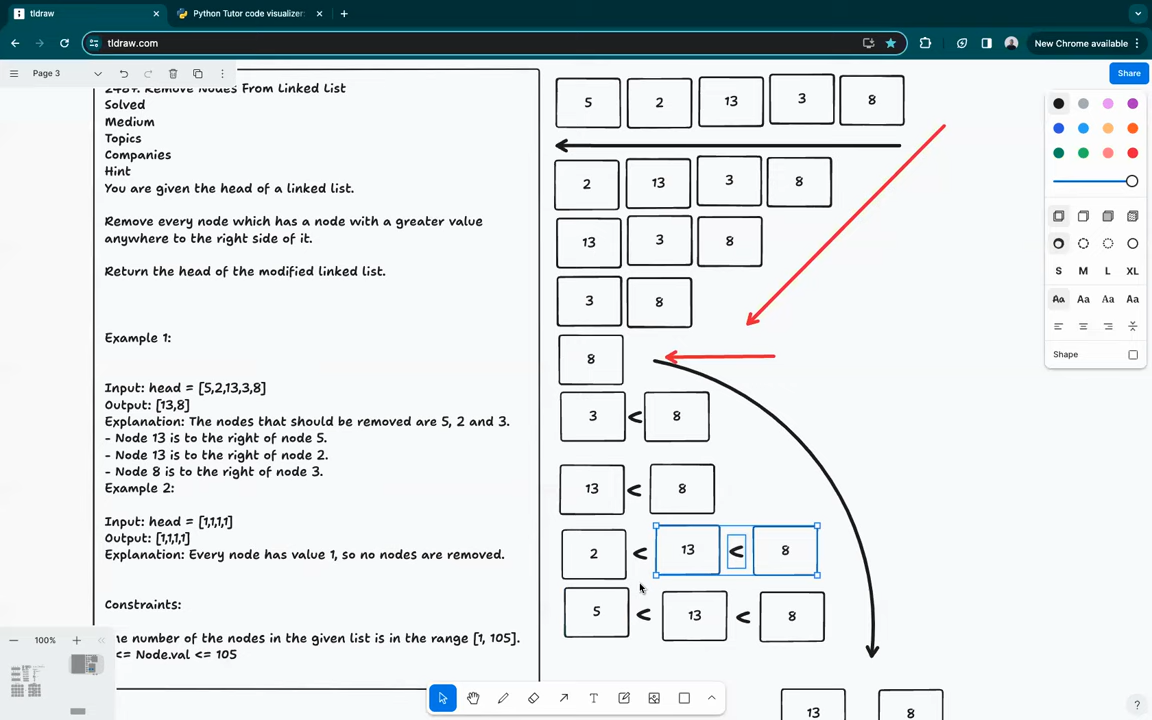 tldraw
Python Tutor code visualizer:
tldraw.com
New Chrome available
Page 3
Share
2487. Remove Nodes From Linked List
Solved
Medium
Topics
Companies
Hint
You are given the head of a linked list.
Remove every node which has a node with a greater value
anywhere to the right side of it.
Return the head of the modified linked list.
Example 1:
Input: head = [5,2,13,3,8]
Output: [13,8]
Explanation: The nodes that should be removed are 5, 2 and 3.
- Node 13 is to the right of node 5.
- Node 13 is to the right of node 2.
- Node 8 is to the right of node 3.
Example 2:
Input: head = [1,1,1,1]
Output: [1,1,1,1]
Explanation: Every node has value 1, so no nodes are removed.
Constraints:
he number of the nodes in the given list is in the range [1, 105].
<= Node.val <= 105
5 2 13 3 8
2 13 3 8
13 3 8
3 8
8
3 < 8
13 < 8
2 < 13 < 8
5 < 13 < 8
13 8
S M L XL
Aa Aa Aa Aa
Shape
100%
T
?